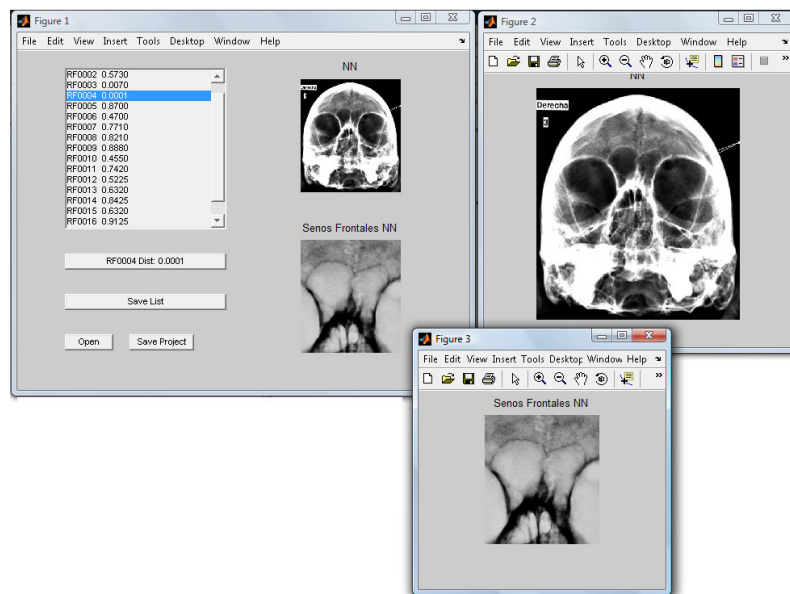 Figure 1
File Edit View Insert Tools Desktop Window Help
RF0002 0.5730
RF0003 0.0070
RF0004 0.0001
RF0005 0.8700
RF0006 0.4700
RF0007 0.7710
RF0008 0.8210
RF0009 0.8880
RF0010 0.4550
RF0011 0.7420
RF0012 0.5225
RF0013 0.6320
RF0014 0.8425
RF0015 0.6320
RF0016 0.9125
RF0004 Dist: 0.0001
Save List
Open Save Project
NN
Derecha
Senos Frontales NN
Figure 2
File Edit View Insert Tools Desktop Window Help
NN
Derecha
Figure 3
File Edit View Insert Tools Desktop Window Help
Senos Frontales NN